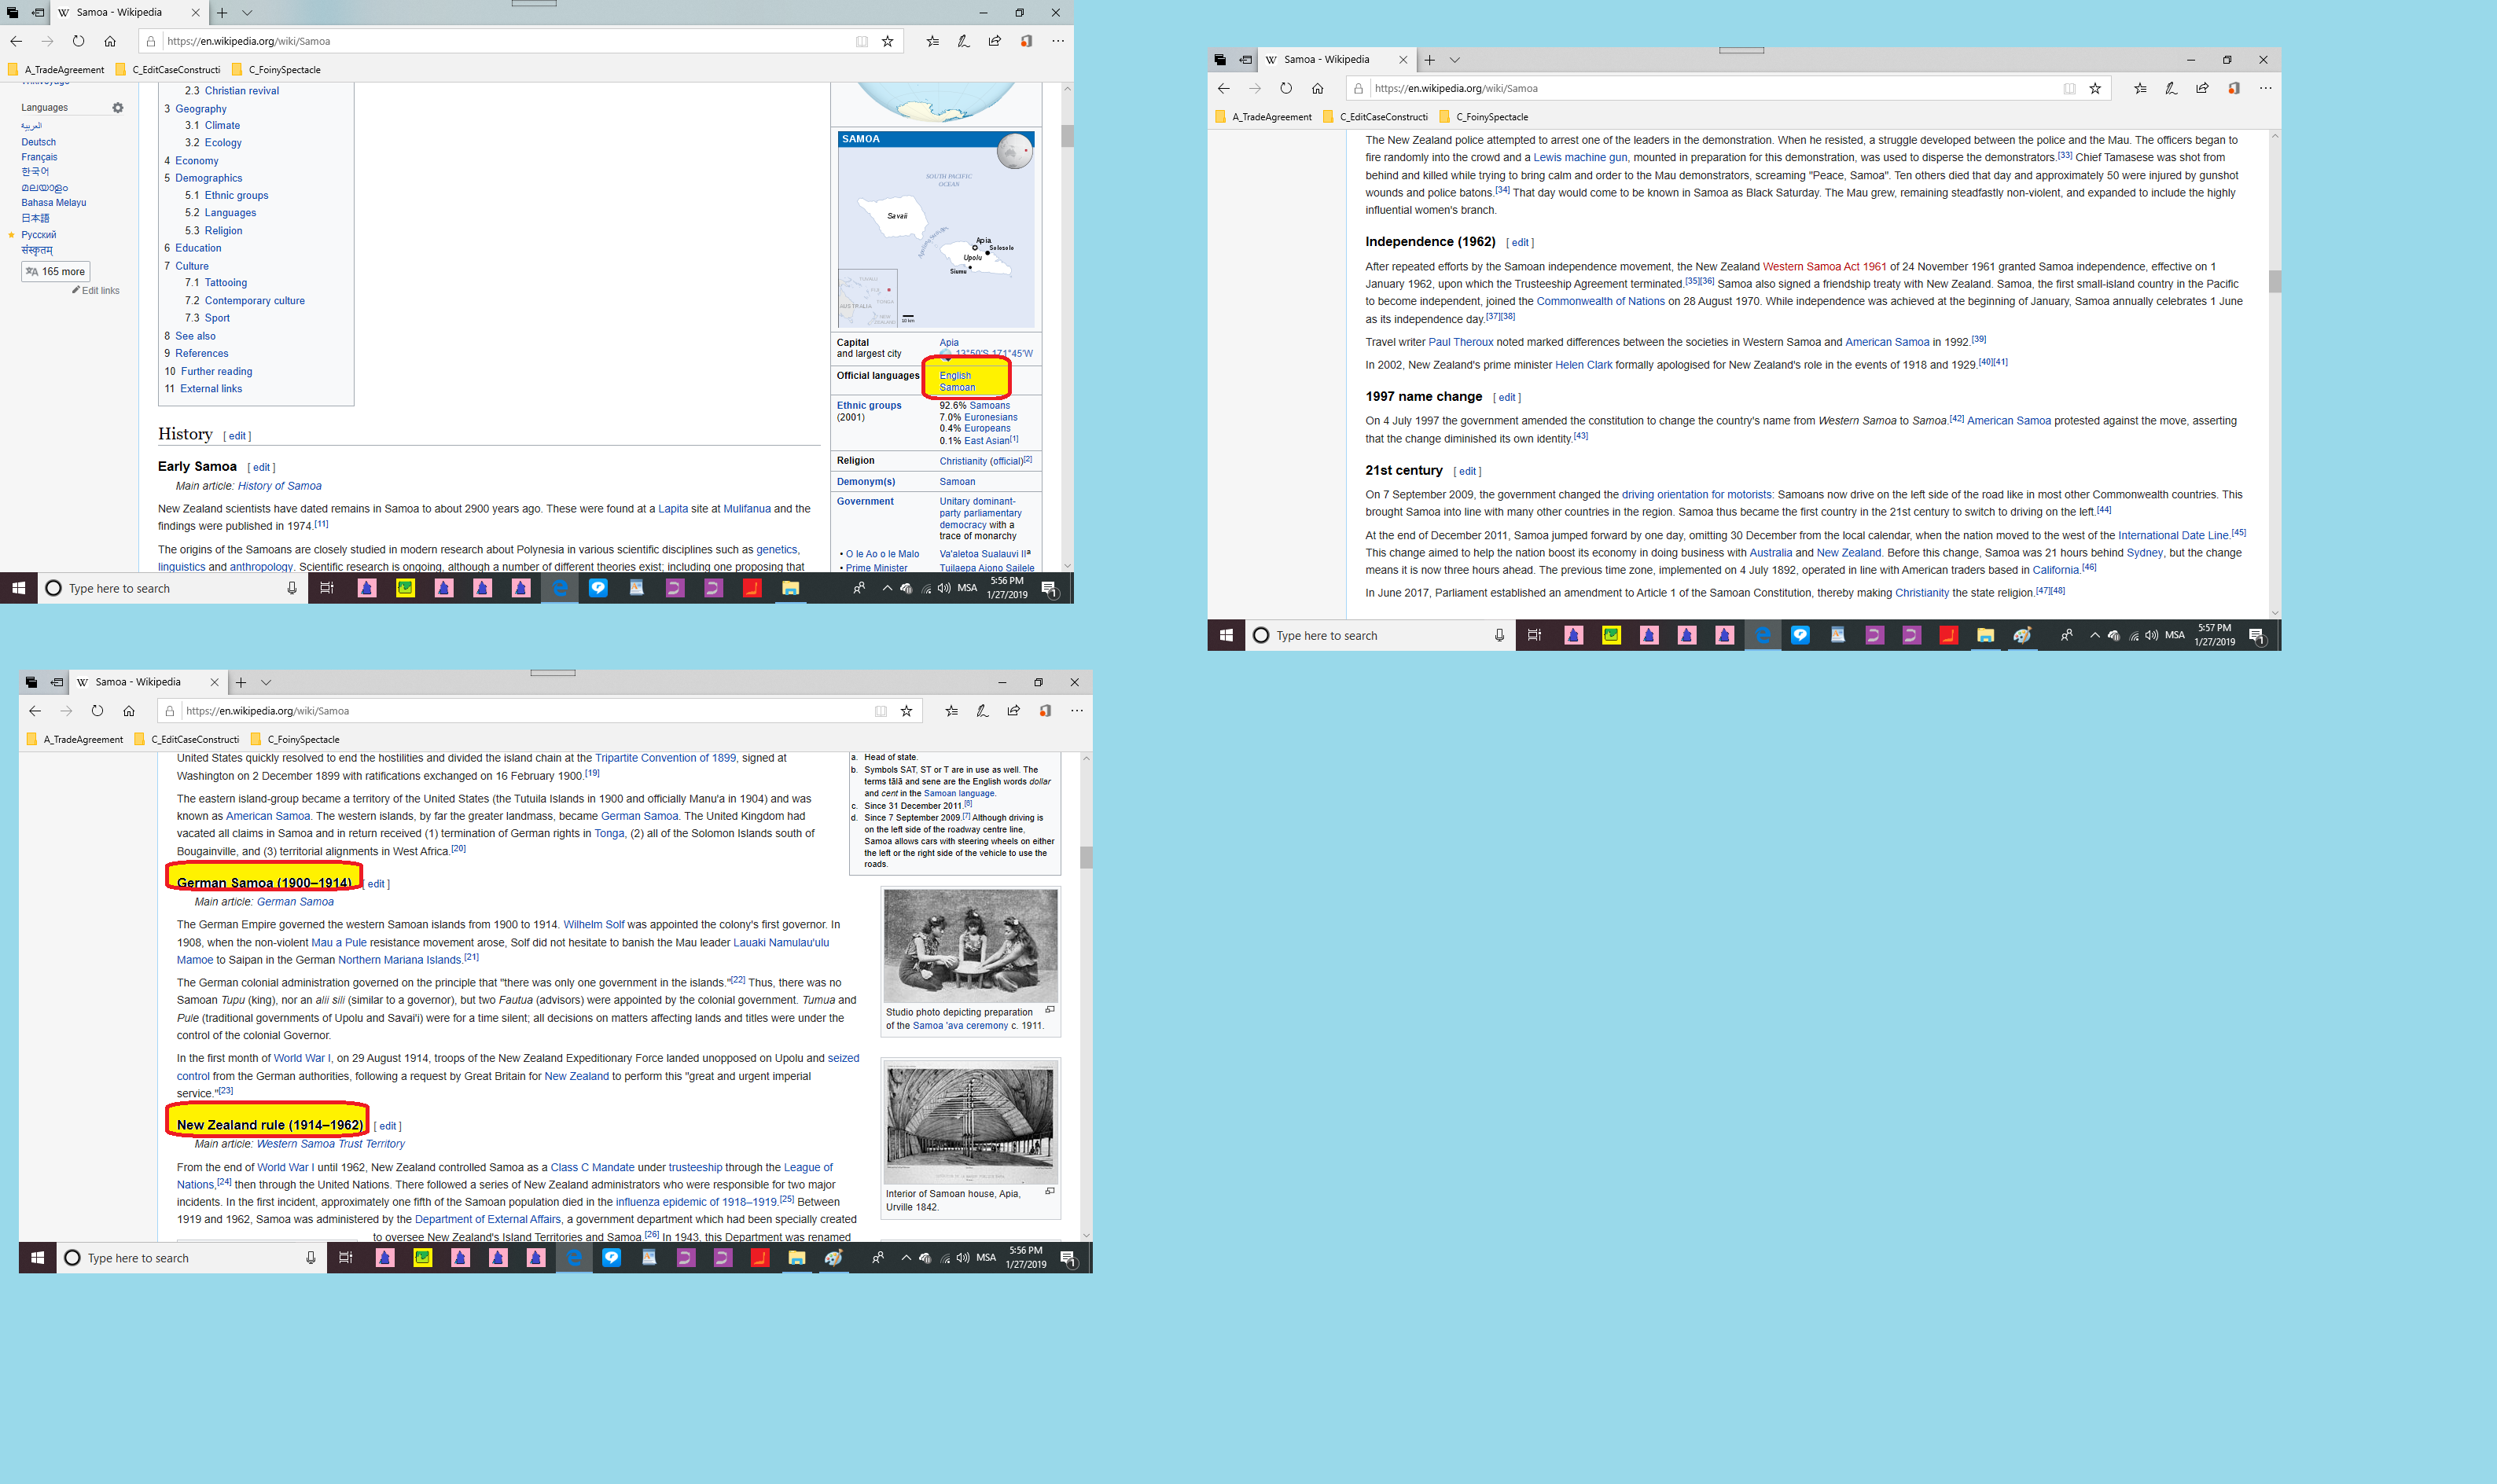 Samoa - Wikipedia
https://en.wikipedia.org/wiki/Samoa
A_TradeAgreement C_EditCaseConstructi C_FoinySpectacle
Languages
العربية
Deutsch
Français
한국어
മലയാളം
Bahasa Melayu
日本語
Русский
संस्कृतम्
165 more
Edit links
2.3 Christian revival
3 Geography
3.1 Climate
3.2 Ecology
4 Economy
5 Demographics
5.1 Ethnic groups
5.2 Languages
5.3 Religion
6 Education
7 Culture
7.1 Tattooing
7.2 Contemporary culture
7.3 Sport
8 See also
9 References
10 Further reading
11 External links
History [ edit ]
Early Samoa [ edit ]
Main article: History of Samoa
New Zealand scientists have dated remains in Samoa to about 2900 years ago. These were found at a Lapita site at Mulifanua and the
findings were published in 1974.[11]
The origins of the Samoans are closely studied in modern research about Polynesia in various scientific disciplines such as genetics,
linguistics and anthropology. Scientific research is ongoing, although a number of different theories exist; including one proposing that
SAMOA
SOUTH PACIFIC
OCEAN
Savaii
Apia
Solosolo
Upolu
Siumu
Capital Apia
and largest city 13°50′S 171°45′W
Official languages English
Samoan
Ethnic groups 92.6% Samoans
(2001) 7.0% Euronesians
0.4% Europeans
0.1% East Asian[1]
Religion Christianity (official)[2]
Demonym(s) Samoan
Government Unitary dominant-
party parliamentary
democracy with a
trace of monarchy
• O le Ao o le Malo Va'aletoa Sualauvi IIa
• Prime Minister Tuilaepa Aiono Sailele
Type here to search
MSA
5:56 PM
1/27/2019
Samoa - Wikipedia
https://en.wikipedia.org/wiki/Samoa
A_TradeAgreement C_EditCaseConstructi C_FoinySpectacle
The New Zealand police attempted to arrest one of the leaders in the demonstration. When he resisted, a struggle developed between the police and the Mau. The officers began to
fire randomly into the crowd and a Lewis machine gun, mounted in preparation for this demonstration, was used to disperse the demonstrators.[33] Chief Tamasese was shot from
behind and killed while trying to bring calm and order to the Mau demonstrators, screaming "Peace, Samoa". Ten others died that day and approximately 50 were injured by gunshot
wounds and police batons.[34] That day would come to be known in Samoa as Black Saturday. The Mau grew, remaining steadfastly non-violent, and expanded to include the highly
influential women's branch.
Independence (1962) [ edit ]
After repeated efforts by the Samoan independence movement, the New Zealand Western Samoa Act 1961 of 24 November 1961 granted Samoa independence, effective on 1
January 1962, upon which the Trusteeship Agreement terminated.[35][36] Samoa also signed a friendship treaty with New Zealand. Samoa, the first small-island country in the Pacific
to become independent, joined the Commonwealth of Nations on 28 August 1970. While independence was achieved at the beginning of January, Samoa annually celebrates 1 June
as its independence day.[37][38]
Travel writer Paul Theroux noted marked differences between the societies in Western Samoa and American Samoa in 1992.[39]
In 2002, New Zealand's prime minister Helen Clark formally apologised for New Zealand's role in the events of 1918 and 1929.[40][41]
1997 name change [ edit ]
On 4 July 1997 the government amended the constitution to change the country's name from Western Samoa to Samoa.[42] American Samoa protested against the move, asserting
that the change diminished its own identity.[43]
21st century [ edit ]
On 7 September 2009, the government changed the driving orientation for motorists: Samoans now drive on the left side of the road like in most other Commonwealth countries. This
brought Samoa into line with many other countries in the region. Samoa thus became the first country in the 21st century to switch to driving on the left.[44]
At the end of December 2011, Samoa jumped forward by one day, omitting 30 December from the local calendar, when the nation moved to the west of the International Date Line.[45]
This change aimed to help the nation boost its economy in doing business with Australia and New Zealand. Before this change, Samoa was 21 hours behind Sydney, but the change
means it is now three hours ahead. The previous time zone, implemented on 4 July 1892, operated in line with American traders based in California.[46]
In June 2017, Parliament established an amendment to Article 1 of the Samoan Constitution, thereby making Christianity the state religion.[47][48]
Type here to search
MSA
5:57 PM
1/27/2019
Samoa - Wikipedia
https://en.wikipedia.org/wiki/Samoa
A_TradeAgreement C_EditCaseConstructi C_FoinySpectacle
United States quickly resolved to end the hostilities and divided the island chain at the Tripartite Convention of 1899, signed at
Washington on 2 December 1899 with ratifications exchanged on 16 February 1900.[19]
The eastern island-group became a territory of the United States (the Tutuila Islands in 1900 and officially Manu'a in 1904) and was
known as American Samoa. The western islands, by far the greater landmass, became German Samoa. The United Kingdom had
vacated all claims in Samoa and in return received (1) termination of German rights in Tonga, (2) all of the Solomon Islands south of
Bougainville, and (3) territorial alignments in West Africa.[20]
German Samoa (1900–1914) [ edit ]
Main article: German Samoa
The German Empire governed the western Samoan islands from 1900 to 1914. Wilhelm Solf was appointed the colony's first governor. In
1908, when the non-violent Mau a Pule resistance movement arose, Solf did not hesitate to banish the Mau leader Lauaki Namulau'ulu
Mamoe to Saipan in the German Northern Mariana Islands.[21]
The German colonial administration governed on the principle that "there was only one government in the islands."[22] Thus, there was no
Samoan Tupu (king), nor an alii sili (similar to a governor), but two Fautua (advisors) were appointed by the colonial government. Tumua and
Pule (traditional governments of Upolu and Savai'i) were for a time silent; all decisions on matters affecting lands and titles were under the
control of the colonial Governor.
In the first month of World War I, on 29 August 1914, troops of the New Zealand Expeditionary Force landed unopposed on Upolu and seized
control from the German authorities, following a request by Great Britain for New Zealand to perform this "great and urgent imperial
service."[23]
New Zealand rule (1914–1962) [ edit ]
Main article: Western Samoa Trust Territory
From the end of World War I until 1962, New Zealand controlled Samoa as a Class C Mandate under trusteeship through the League of
Nations,[24] then through the United Nations. There followed a series of New Zealand administrators who were responsible for two major
incidents. In the first incident, approximately one fifth of the Samoan population died in the influenza epidemic of 1918–1919.[25] Between
1919 and 1962, Samoa was administered by the Department of External Affairs, a government department which had been specially created
to oversee New Zealand's Island Territories and Samoa.[26] In 1943, this Department was renamed
a. Head of state.
b. Symbols SAT, ST or T are in use as well. The
terms tālā and sene are the English words dollar
and cent in the Samoan language.
c. Since 31 December 2011.[6]
d. Since 7 September 2009.[7] Although driving is
on the left side of the roadway centre line,
Samoa allows cars with steering wheels on either
the left or the right side of the vehicle to use the
roads.
Studio photo depicting preparation
of the Samoa 'ava ceremony c. 1911.
Interior of Samoan house, Apia,
Urville 1842.
Type here to search
MSA
5:56 PM
1/27/2019